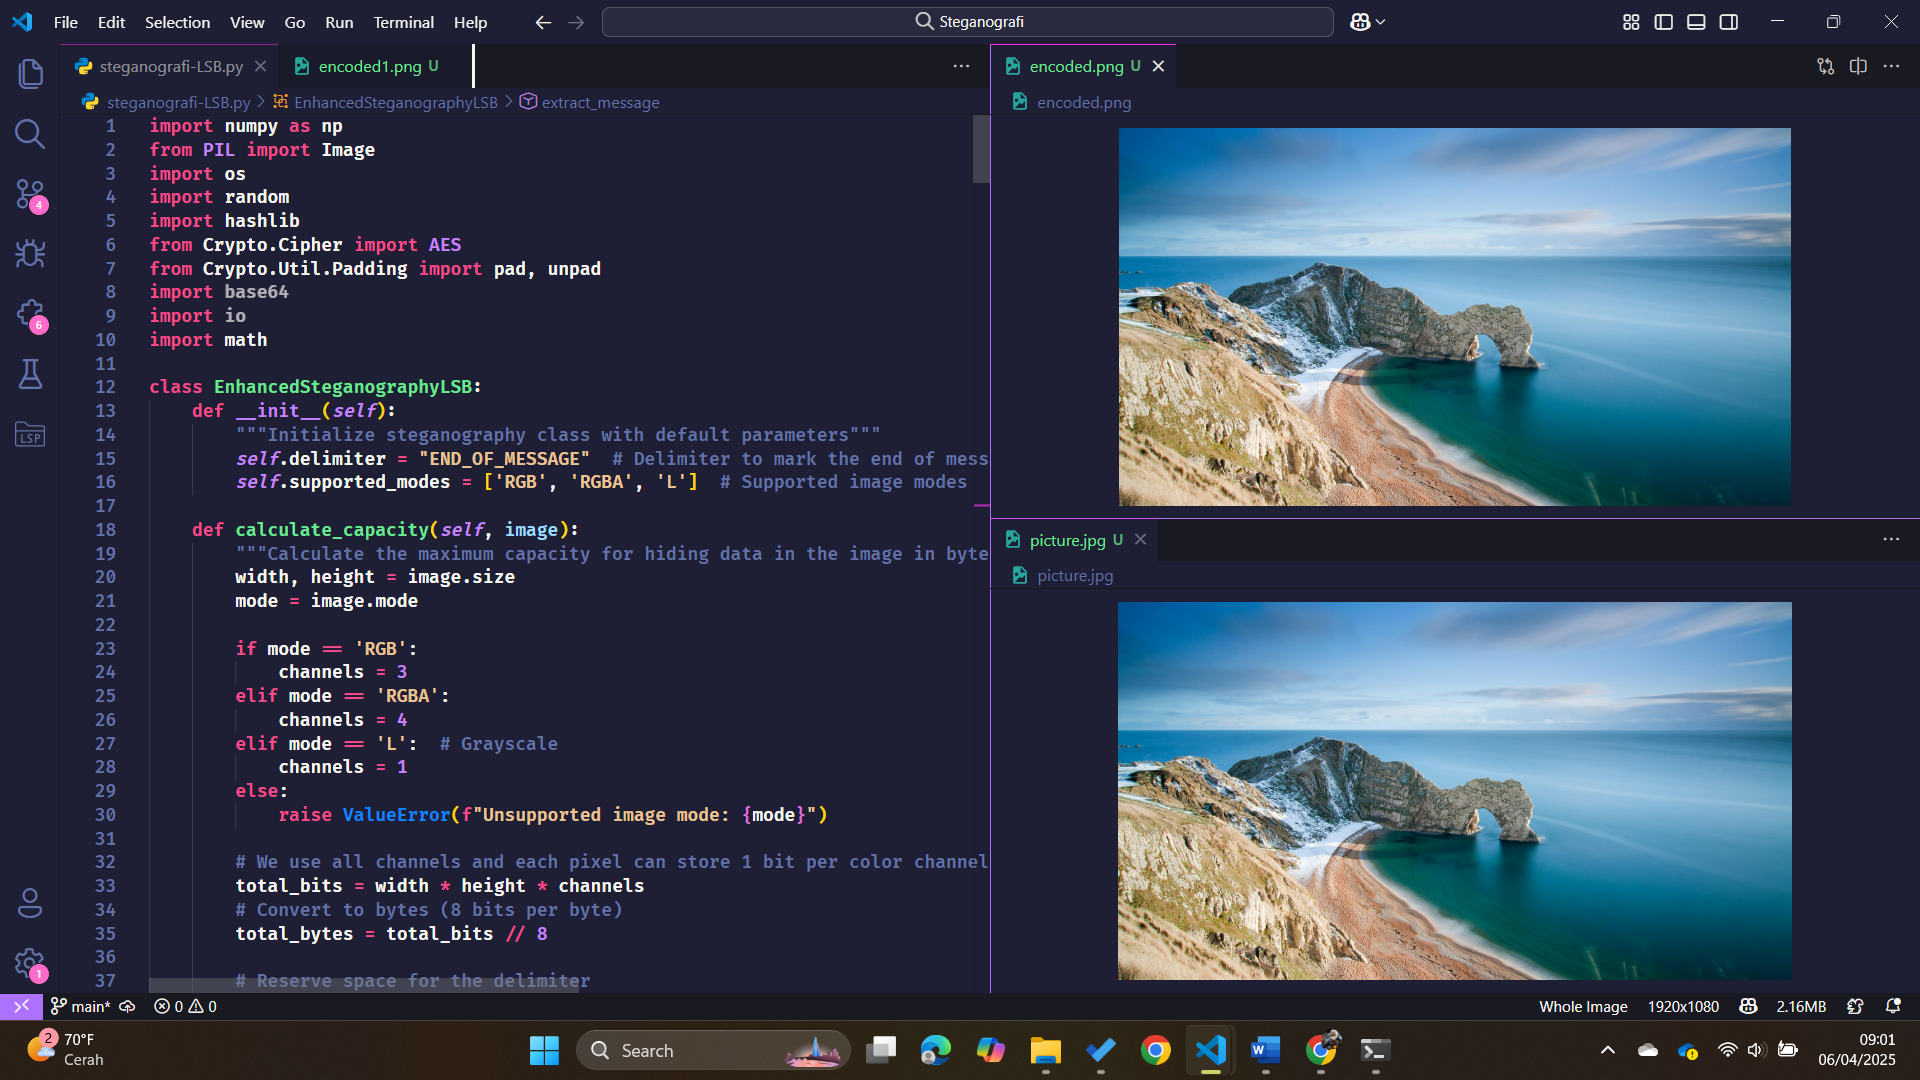 File Edit Selection View Go Run Terminal Help
Steganografi
steganografi-LSB.py
encoded1.png U
steganografi-LSB.py > EnhancedSteganographyLSB > extract_message
1 import numpy as np
2 from PIL import Image
3 import os
4 import random
5 import hashlib
6 from Crypto.Cipher import AES
7 from Crypto.Util.Padding import pad, unpad
8 import base64
9 import io
10 import math
11
12 class EnhancedSteganographyLSB:
13 def __init__(self):
14 """Initialize steganography class with default parameters"""
15 self.delimiter = "END_OF_MESSAGE" # Delimiter to mark the end of mess
16 self.supported_modes = ['RGB', 'RGBA', 'L'] # Supported image modes
17
18 def calculate_capacity(self, image):
19 """Calculate the maximum capacity for hiding data in the image in byte
20 width, height = image.size
21 mode = image.mode
22
23 if mode == 'RGB':
24 channels = 3
25 elif mode == 'RGBA':
26 channels = 4
27 elif mode == 'L': # Grayscale
28 channels = 1
29 else:
30 raise ValueError(f"Unsupported image mode: {mode}")
31
32 # We use all channels and each pixel can store 1 bit per color channel
33 total_bits = width * height * channels
34 # Convert to bytes (8 bits per byte)
35 total_bytes = total_bits // 8
36
37 # Reserve space for the delimiter
encoded.png U
encoded.png
picture.jpg U
picture.jpg
4
6
LSP
1
main* 0 0
Whole Image 1920x1080 2.16MB
2
70°F
Cerah
Search
09:01
06/04/2025